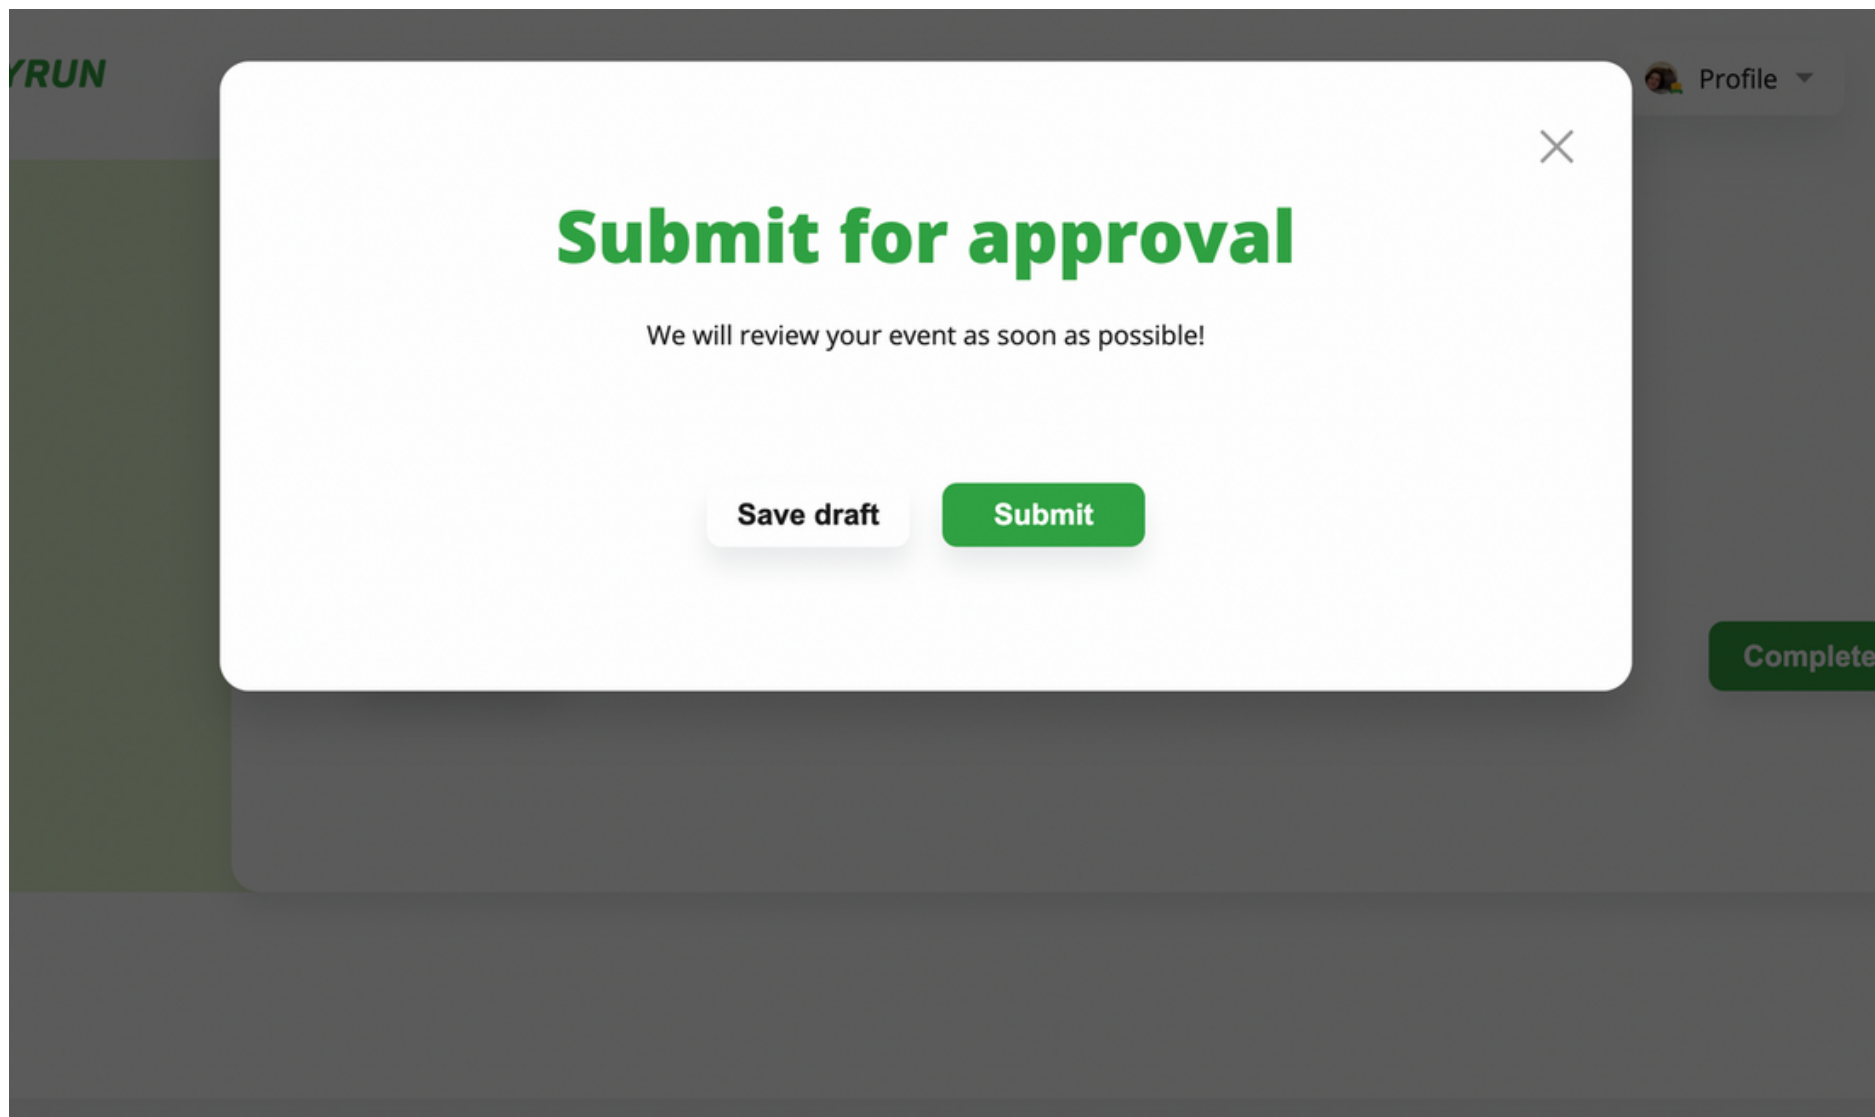 YRUN
Profile
Submit for approval
We will review your event as soon as possible!
Save draft
Submit
Complete